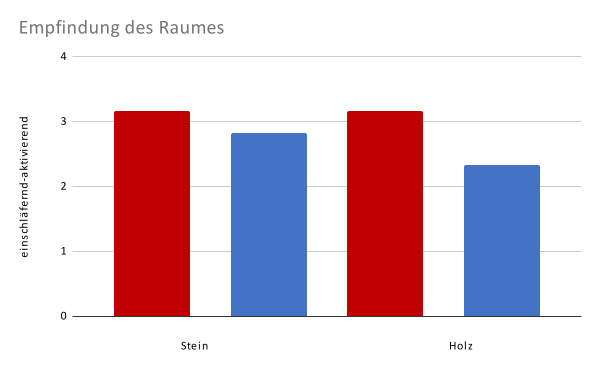 Empfindung des Raumes
4
3
2
1
0
einschläfernd-aktivierend
Stein Holz